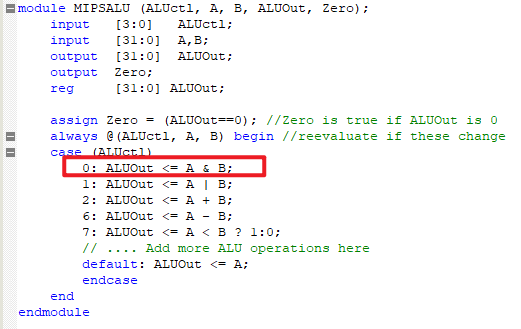 module MIPSALU (ALUctl, A, B, ALUOut, Zero);
    input   [3:0]   ALUctl;
    input   [31:0]  A,B;
    output  [31:0]  ALUOut;
    output  Zero;
    reg     [31:0] ALUOut;
    assign Zero = (ALUOut==0); //Zero is true if ALUOut is 0
    always @(ALUctl, A, B) begin //reevaluate if these change
    case (ALUctl)
        0: ALUOut <= A & B;
        1: ALUOut <= A | B;
        2: ALUOut <= A + B;
        6: ALUOut <= A - B;
        7: ALUOut <= A < B ? 1:0;
        // .... Add more ALU operations here
        default: ALUOut <= A;
        endcase
    end
endmodule